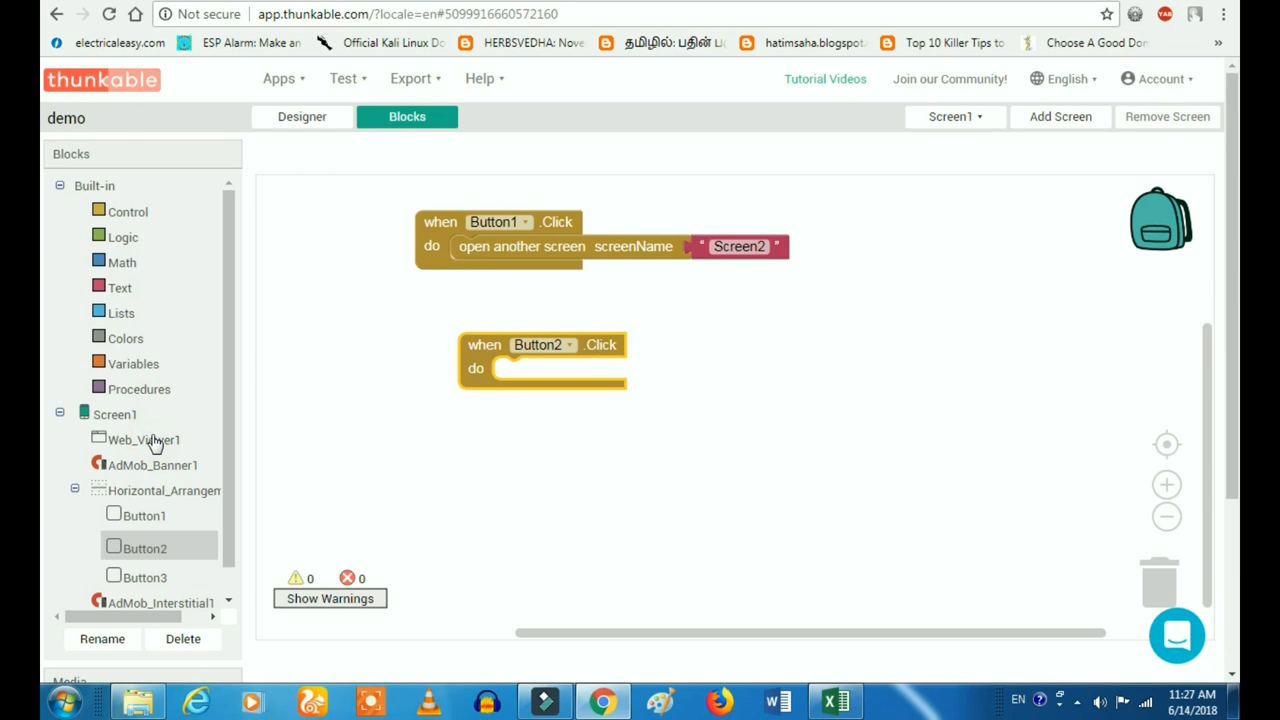 Not secure | app.thunkable.com/?locale=en#5099916660572160
electricaleasy.com ESP Alarm: Make an Official Kali Linux Do HERBSVEDHA: Nove தமிழில்: பதின் ப hatimsaha.blogspot. Top 10 Killer Tips to Choose A Good Don »
thunkable Apps Test Export Help Tutorial Videos Join our Community! English Account
demo Designer Blocks Screen1 Add Screen Remove Screen
Blocks
Built-in
Control
Logic
Math
Text
Lists
Colors
Variables
Procedures
Screen1
Web_Viewer1
AdMob_Banner1
Horizontal_Arrangem
Button1
Button2
Button3
AdMob_Interstitial1
Rename Delete
when Button1 .Click
do open another screen screenName “ Screen2 ”
when Button2 .Click
do
0 0
Show Warnings
EN 11:27 AM
6/14/2018